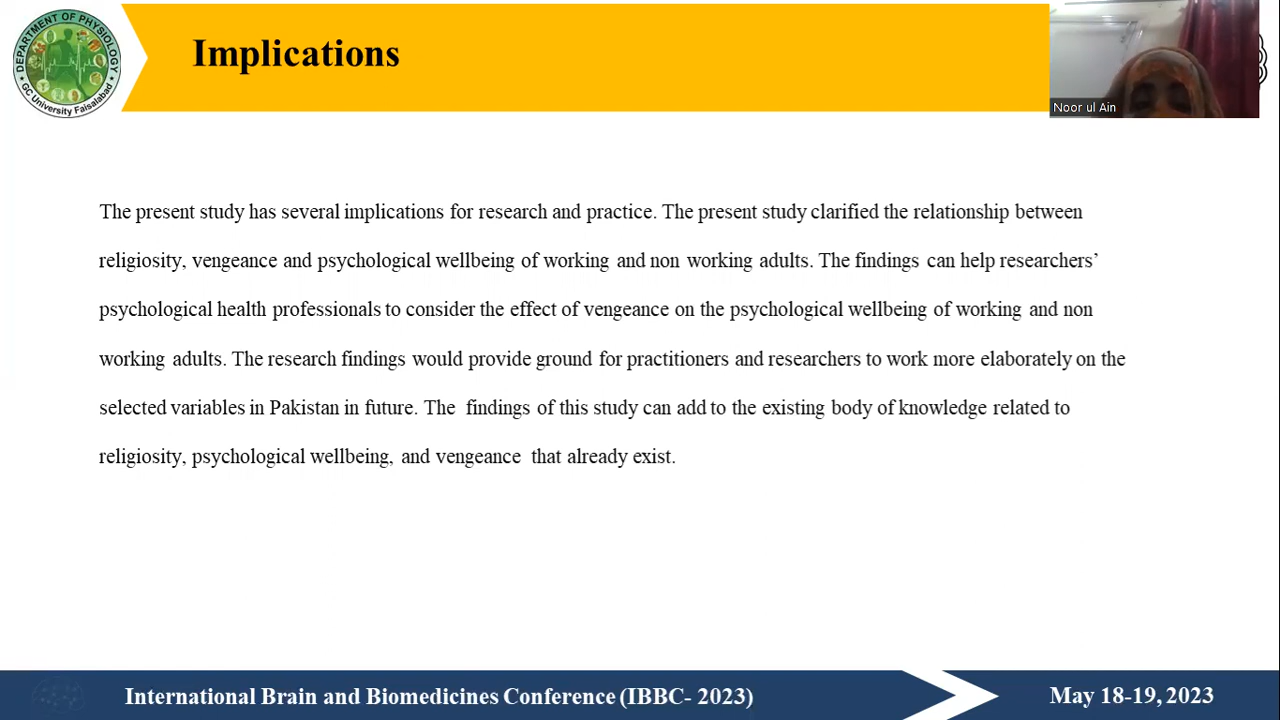 DEPARTMENT OF PHYSIOLOGY
GC University Faisalabad
Implications
Noor ul Ain
The present study has several implications for research and practice. The present study clarified the relationship between
religiosity, vengeance and psychological wellbeing of working and non working adults. The findings can help researchers’
psychological health professionals to consider the effect of vengeance on the psychological wellbeing of working and non
working adults. The research findings would provide ground for practitioners and researchers to work more elaborately on the
selected variables in Pakistan in future. The findings of this study can add to the existing body of knowledge related to
religiosity, psychological wellbeing, and vengeance that already exist.
International Brain and Biomedicines Conference (IBBC- 2023)
May 18-19, 2023